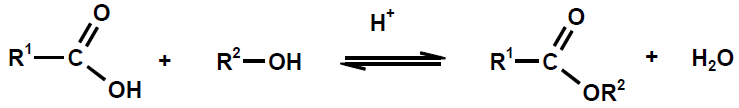 O O
H⁺
R¹ C + R² OH R¹ C + H₂O
OH OR²